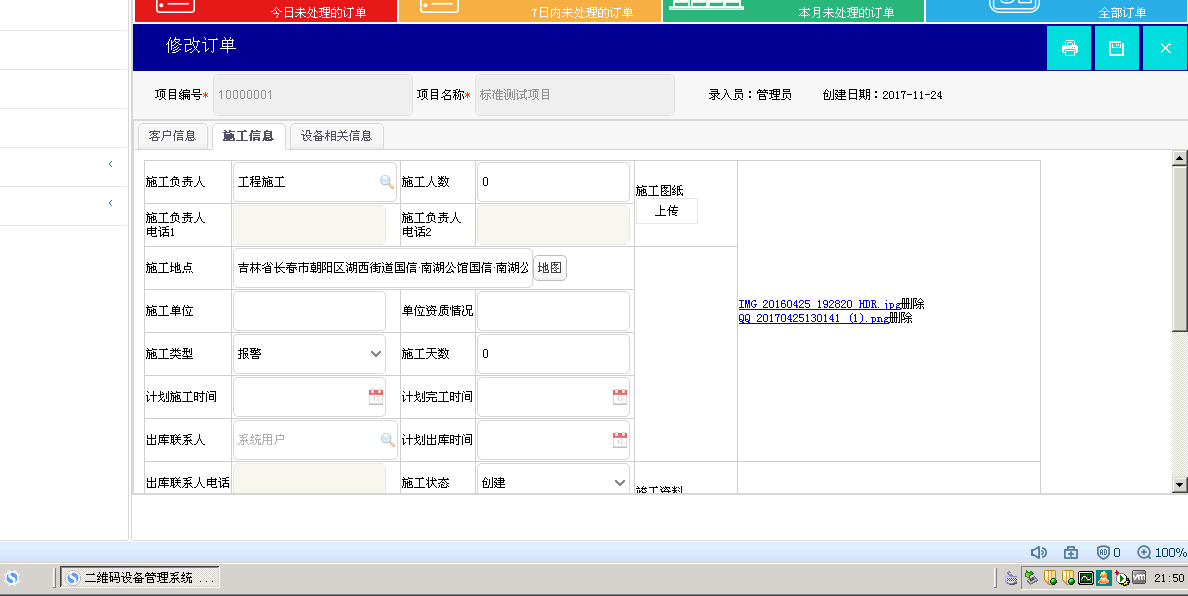 今日未处理的订单
7日内未处理的订单
本月未处理的订单
全部订单
修改订单
项目编号* 10000001 项目名称* 标准测试项目 录入员：管理员 创建日期：2017-11-24
客户信息 施工信息 设备相关信息
施工负责人 工程施工 施工人数 0 施工图纸
上传
施工负责人
电话1
施工负责人
电话2
施工地点 吉林省长春市朝阳区湖西街道国信·南湖公馆国信·南湖公 地图
施工单位 单位资质情况
IMG_20160425_192820_HDR.jpg删除
QQ_20170425130141 (1).png删除
施工类型 报警 施工天数 0
计划施工时间 计划完工时间
出库联系人 系统用户 计划出库时间
出库联系人电话 施工状态 创建 竣工资料
0 100%
二维码设备管理系统 ...
21:50